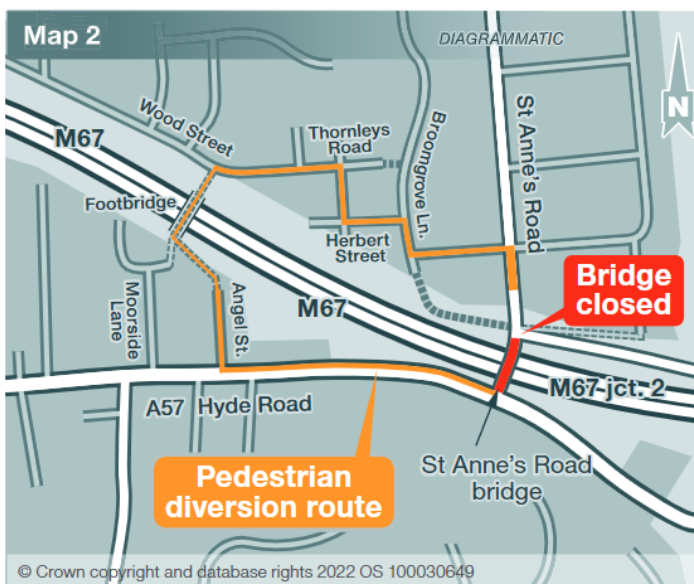 Map 2
DIAGRAMMATIC
N
Wood Street
M67
Thornleys
Road
Broomgrove Ln.
St Anne's Road
Footbridge
Herbert
Street
Bridge
closed
Moorside
Lane
Angel St.
M67
M67 jct. 2
A57 Hyde Road
St Anne's Road
bridge
Pedestrian
diversion route
© Crown copyright and database rights 2022 OS 100030649